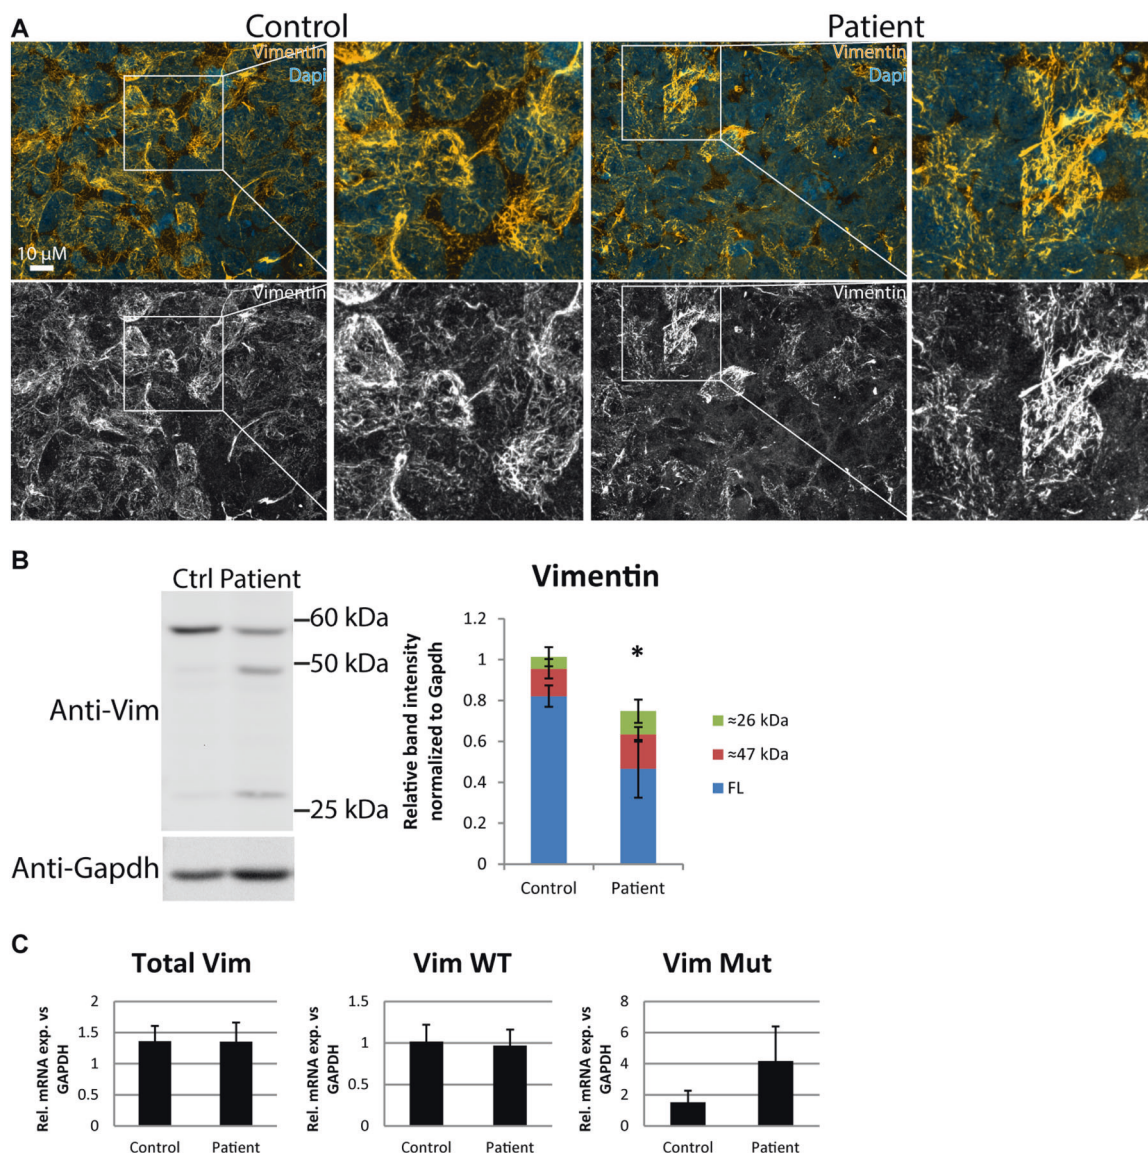 A
Control
Patient
Vimentin
Dapi
Vimentin
Dapi
10 µM
Vimentin
Vimentin
B
Ctrl Patient
60 kDa
50 kDa
Anti-Vim
25 kDa
Anti-Gapdh
Vimentin
Relative band intensity
normalized to Gapdh
1.2
1
0.8
0.6
0.4
0.2
0
*
Control
Patient
≈26 kDa
≈47 kDa
FL
C
Total Vim
Rel. mRNA exp. vs
GAPDH
2
1.5
1
0.5
0
Control
Patient
Vim WT
Rel. mRNA exp. vs
GAPDH
1.5
1
0.5
0
Control
Patient
Vim Mut
Rel. mRNA exp. vs
GAPDH
8
6
4
2
0
Control
Patient